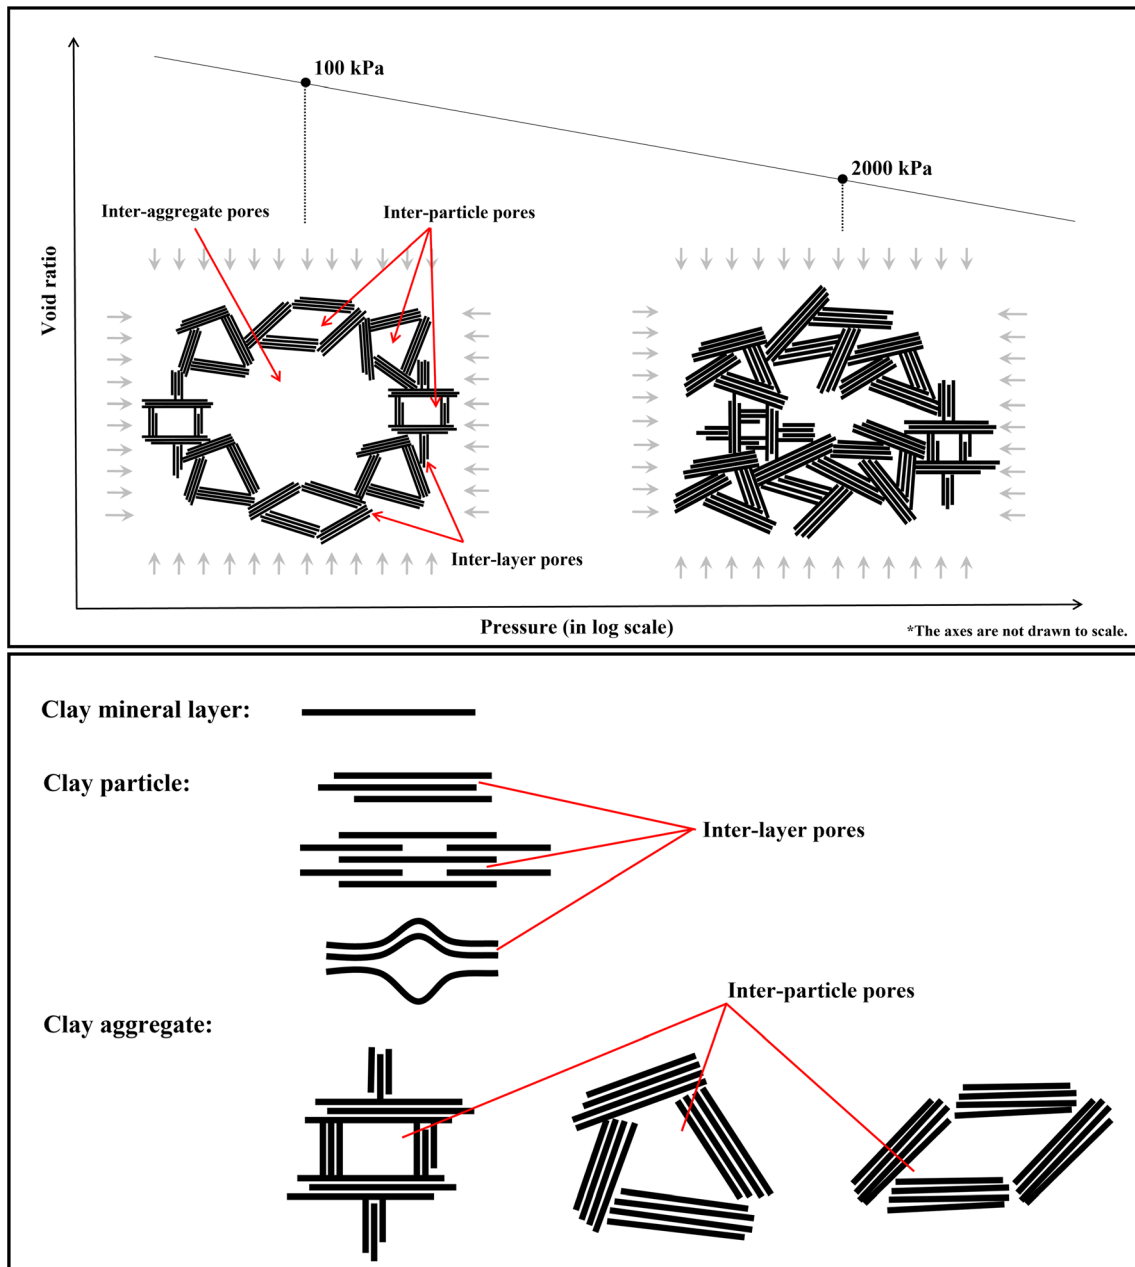 100 kPa
2000 kPa
Inter-aggregate pores
Inter-particle pores
Void ratio
Inter-layer pores
Pressure (in log scale)
*The axes are not drawn to scale.
Clay mineral layer:
Clay particle:
Inter-layer pores
Inter-particle pores
Clay aggregate: